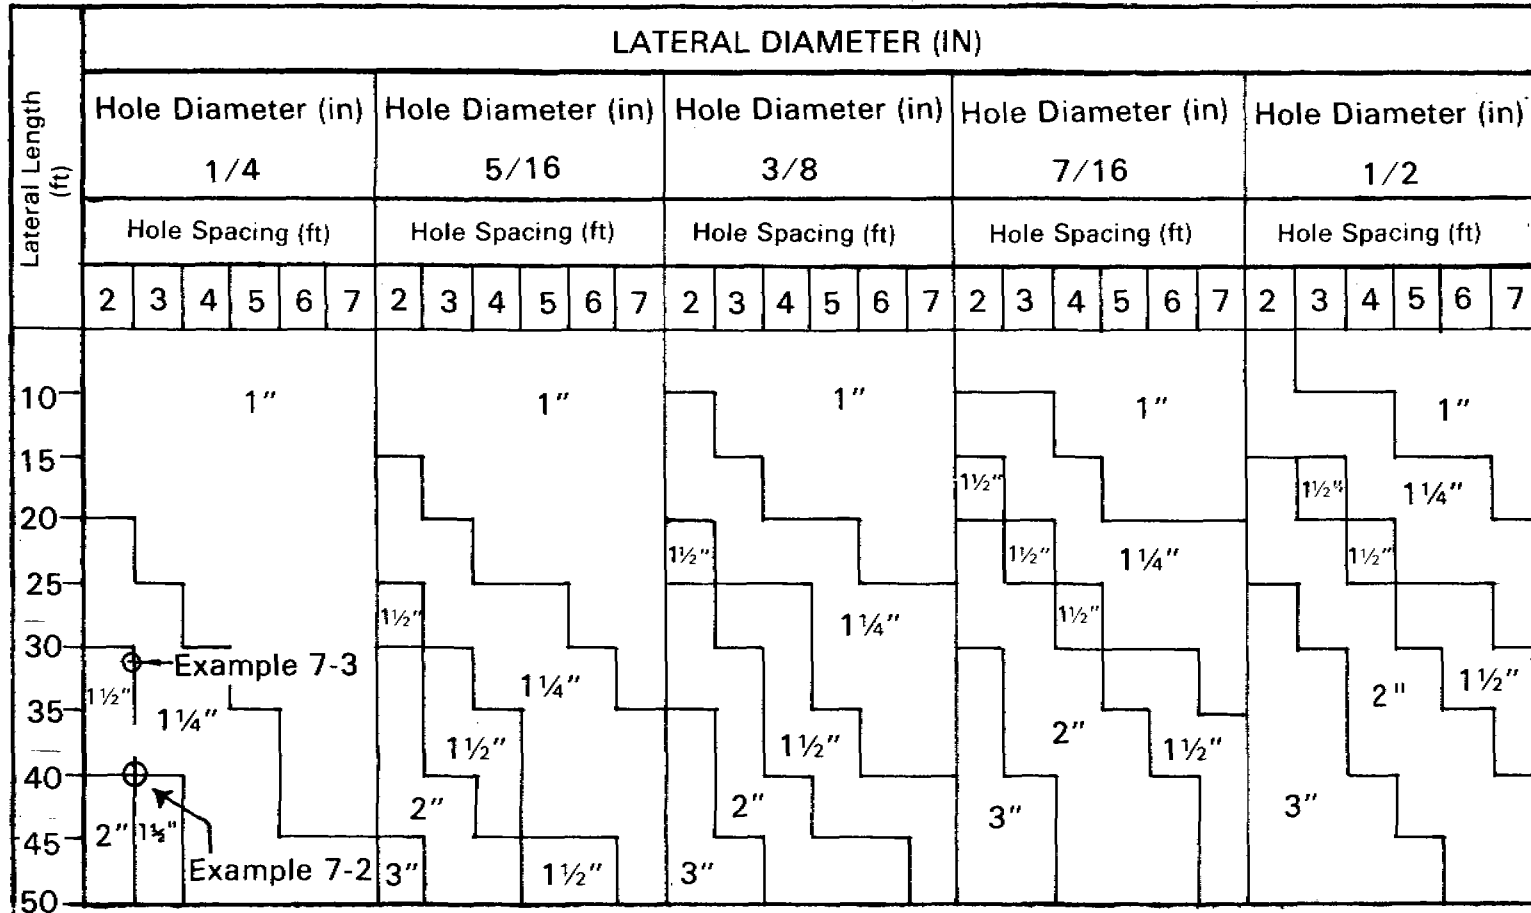 LATERAL DIAMETER (IN)
Lateral Length
(ft)
Hole Diameter (in) Hole Diameter (in) Hole Diameter (in) Hole Diameter (in) Hole Diameter (in)
1/4 5/16 3/8 7/16 1/2
Hole Spacing (ft) Hole Spacing (ft) Hole Spacing (ft) Hole Spacing (ft) Hole Spacing (ft)
2 3 4 5 6 7 2 3 4 5 6 7 2 3 4 5 6 7 2 3 4 5 6 7 2 3 4 5 6 7
10 1" 1" 1" 1" 1"
15
1½" 1½" 1¼"
20
1½" 1½" 1¼" 1½"
25
1½" 1¼" 1½"
30
Example 7-3
1½" 1¼" 2" 1½"
35 1¼"
1½" 1½" 2" 1½"
40
2" 1½" 2" 2" 3" 3"
45
Example 7-2 3" 1½" 3"
50